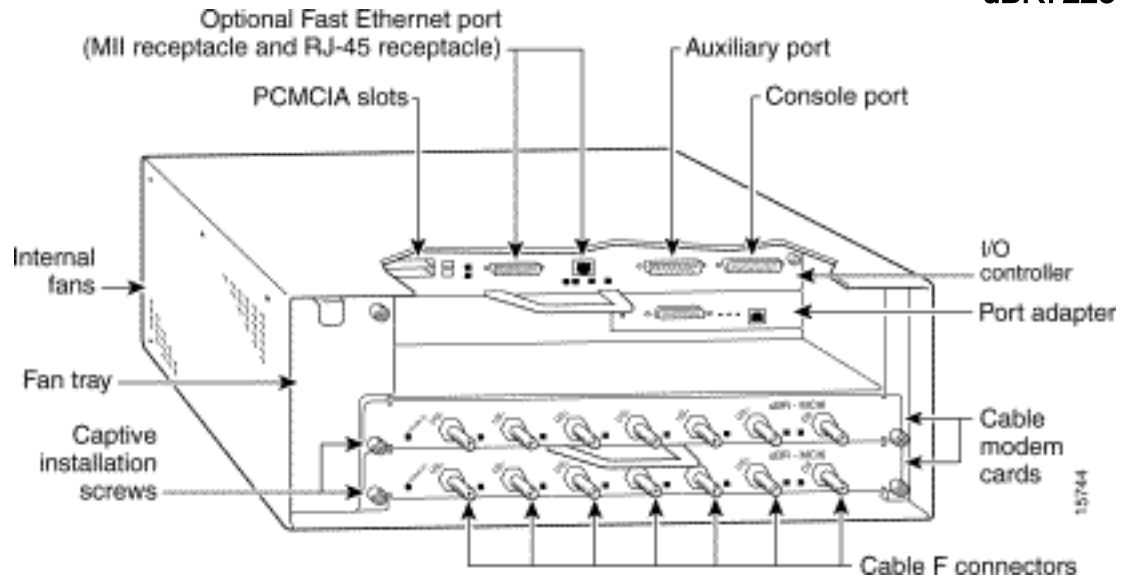 Optional Fast Ethernet port
(MII receptacle and RJ-45 receptacle)
Auxiliary port
PCMCIA slots
Console port
Internal
fans
I/O
controller
Port adapter
Fan tray
Captive
installation
screws
Cable
modem
cards
15744
Cable F connectors